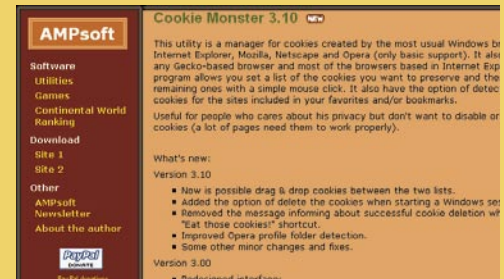 AMPsoft
Software
Utilities
Games
Continental World
Ranking
Download
Site 1
Site 2
Other
AMPsoft
Newsletter
About the author
PayPal
DONATE
Cookie Monster 3.10 NEW
This utility is a manager for cookies created by the most usual Windows
Internet Explorer, Mozilla, Netscape and Opera (only basic support). It
any Gecko-based browser and most of the browsers based in Internet
program allows you set a list of the cookies you want to preserve and the
remaining ones with a simple mouse click. It also have the option of
cookies for the sites included in your favorites and/or bookmarks.
Useful for people who cares about his privacy but don't want to disable or
cookies (a lot of pages need them to work properly).
What's new:
Version 3.10
Now is possible drag & drop cookies between the two lists.
Added the option of delete the cookies when starting a Windows
Removed the message informing about successful cookie deletion
"Eat those cookies!" shortcut.
Improved Opera profile folder detection.
Some other minor changes and fixes.
Version 3.00
Redesigned interface: